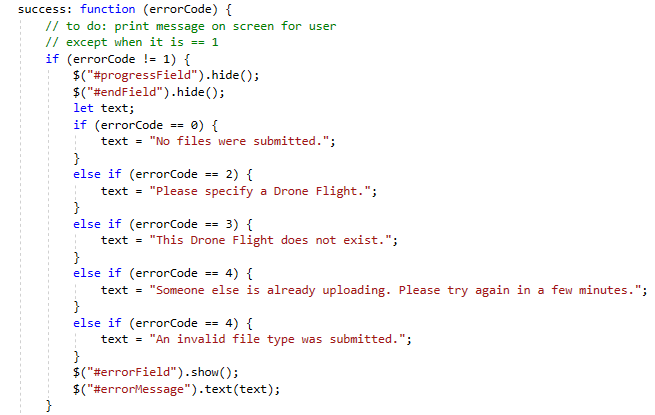 success: function (errorCode) {
// to do: print message on screen for user
// except when it is == 1
if (errorCode != 1) {
$("#progressField").hide();
$("#endField").hide();
let text;
if (errorCode == 0) {
text = "No files were submitted.";
}
else if (errorCode == 2) {
text = "Please specify a Drone Flight.";
}
else if (errorCode == 3) {
text = "This Drone Flight does not exist.";
}
else if (errorCode == 4) {
text = "Someone else is already uploading. Please try again in a few minutes.";
}
else if (errorCode == 4) {
text = "An invalid file type was submitted.";
}
$("#errorField").show();
$("#errorMessage").text(text);
}